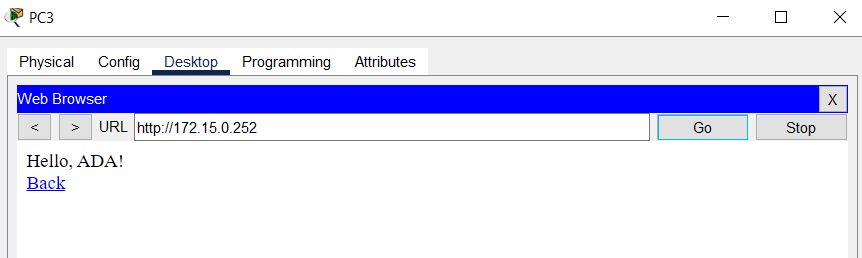 PC3
Physical Config Desktop Programming Attributes
Web Browser X
< > URL http://172.15.0.252 Go Stop
Hello, ADA!
Back